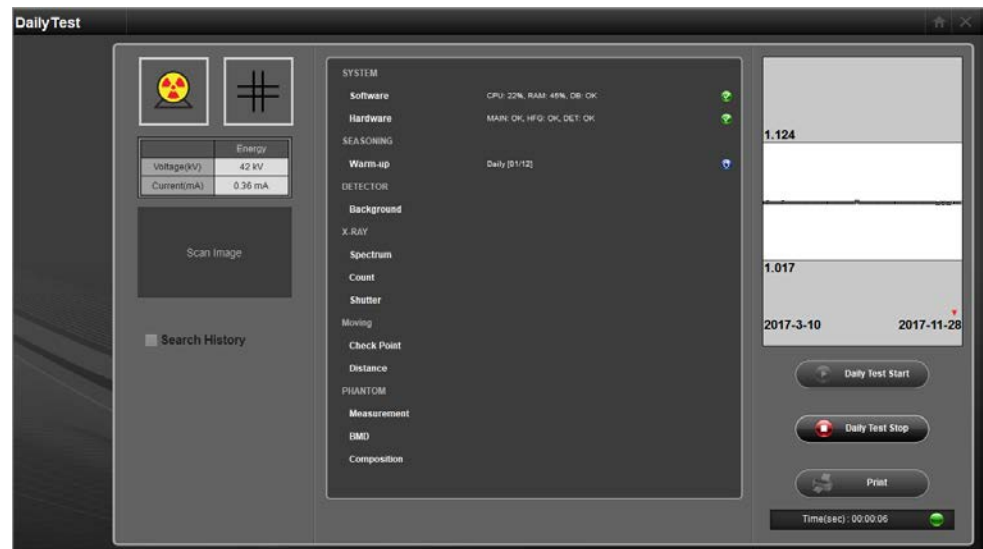 DailyTest
Energy
Voltage(kV) 42 kV
Current(mA) 0.36 mA
Scan Image
Search History
SYSTEM
Software CPU: 22%, RAM: 46%, DB: OK
Hardware MAIN: OK, HFG: OK, DET: OK
SEASONING
Warm-up Daily [01/12]
DETECTOR
Background
X-RAY
Spectrum
Count
Shutter
Moving
Check Point
Distance
PHANTOM
Measurement
BMD
Composition
1.124
1.017
2017-3-10 2017-11-28
Daily Test Start
Daily Test Stop
Print
Time(sec) : 00:00:06